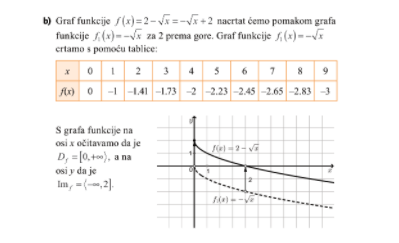 b) Graf funkcije f(x)=2−√x=−√x+2 nacrtat ćemo pomakom grafa
funkcije f₁(x)=−√x za 2 prema gore. Graf funkcije f₁(x)=−√x
crtamo s pomoću tablice:
x 0 1 2 3 4 5 6 7 8 9
f(x) 0 −1 −1.41 −1.73 −2 −2.23 −2.45 −2.65 −2.83 −3
S grafa funkcije na
osi x očitavamo da je
D_f =[0,+∞), a na
osi y da je
Im_f =⟨−∞,2].
y
f(x) = 2 − √x
1
0
1
x
2
f₁(x) = −√x